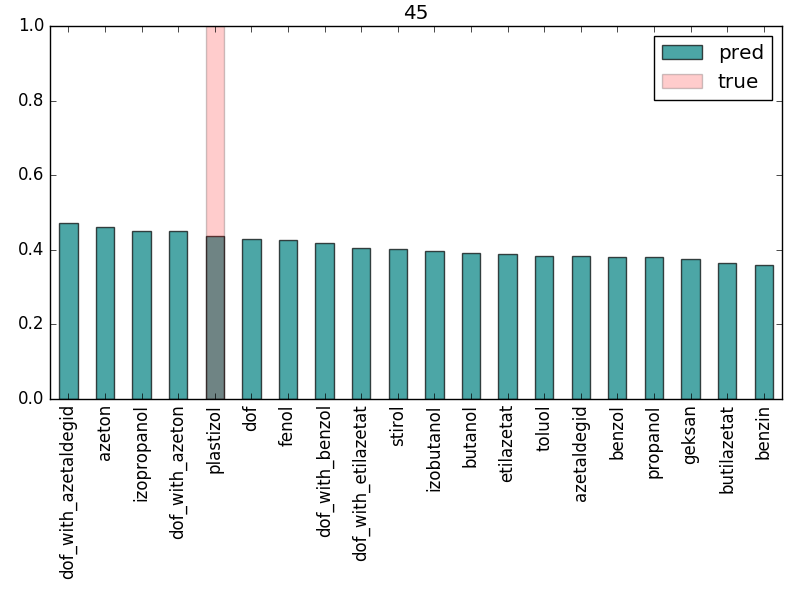 45
1.0
0.8
0.6
0.4
0.2
0.0
pred
true
dof_with_azetaldegid
azeton
izopropanol
dof_with_azeton
plastizol
dof
fenol
dof_with_benzol
dof_with_etilazetat
stirol
izobutanol
butanol
etilazetat
toluol
azetaldegid
benzol
propanol
geksan
butilazetat
benzin